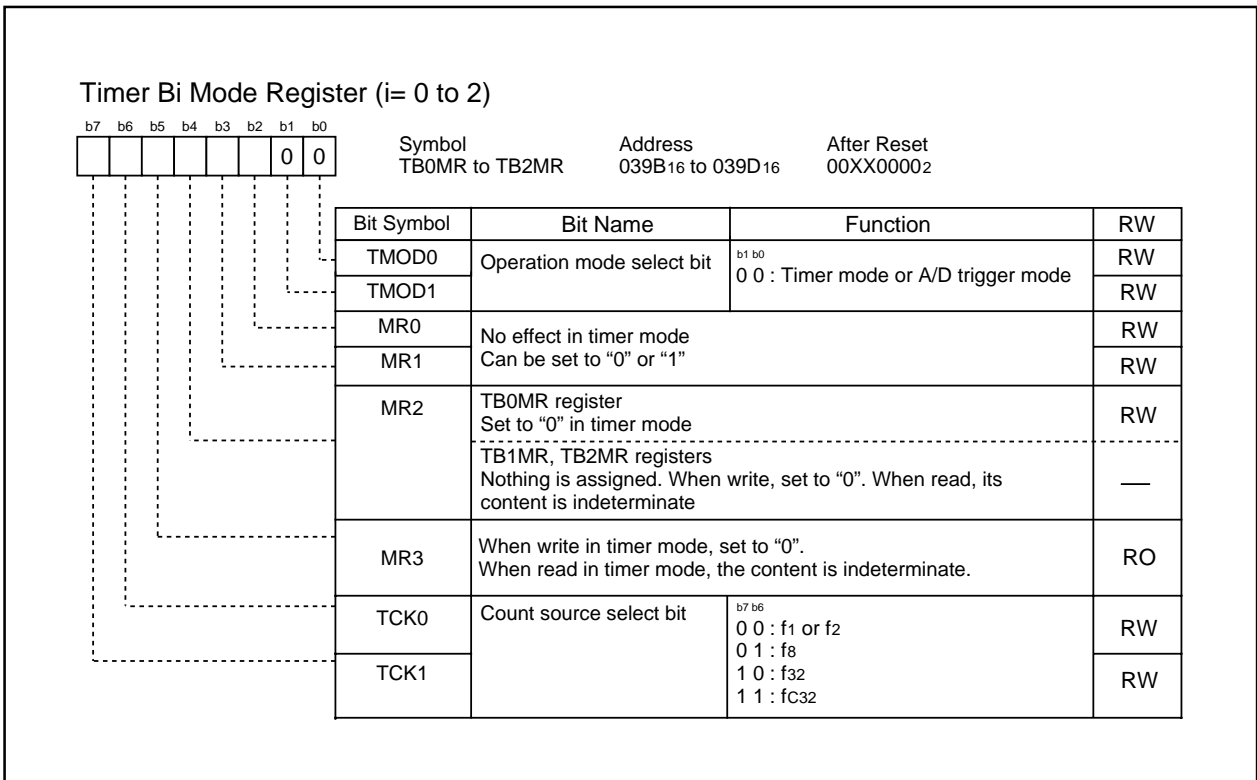 Timer Bi Mode Register (i= 0 to 2)
b7 b6 b5 b4 b3 b2 b1 b0
0 0
Symbol Address After Reset
TB0MR to TB2MR 039B16 to 039D16 00XX00002
Bit Symbol Bit Name Function RW
TMOD0 Operation mode select bit b1 b0 RW
0 0 : Timer mode or A/D trigger mode
TMOD1 RW
MR0 No effect in timer mode RW
MR1 Can be set to “0” or “1” RW
MR2 TB0MR register RW
Set to “0” in timer mode
TB1MR, TB2MR registers
Nothing is assigned. When write, set to “0”. When read, its —
content is indeterminate
MR3 When write in timer mode, set to “0”. RO
When read in timer mode, the content is indeterminate.
TCK0 Count source select bit b7 b6 RW
0 0 : f1 or f2
0 1 : f8
TCK1 1 0 : f32 RW
1 1 : fC32